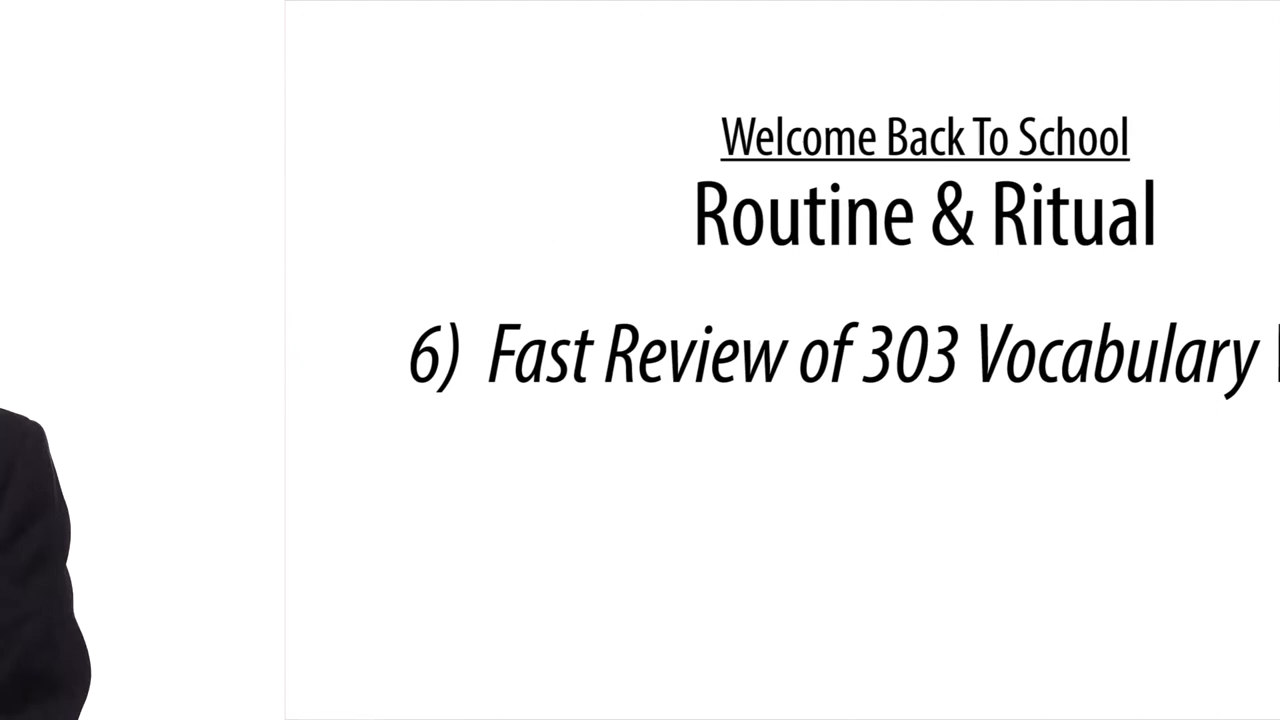 Welcome Back To School
Routine & Ritual
6) Fast Review of 303 Vocabulary